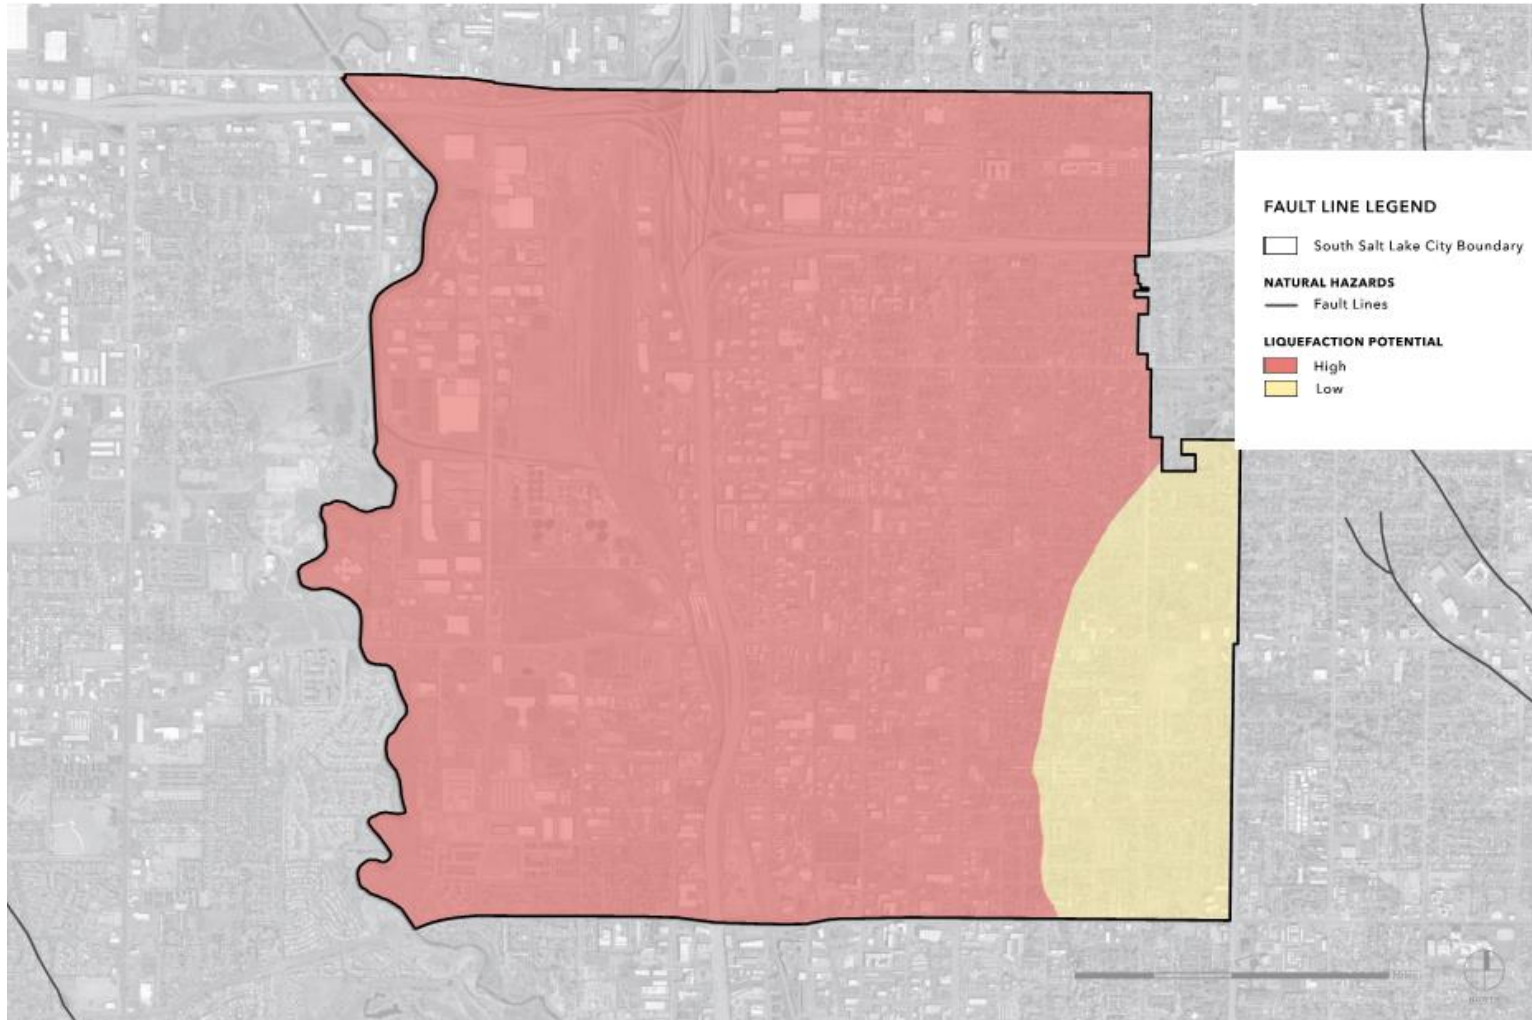 FAULT LINE LEGEND
South Salt Lake City Boundary
NATURAL HAZARDS
Fault Lines
LIQUEFACTION POTENTIAL
High
Low